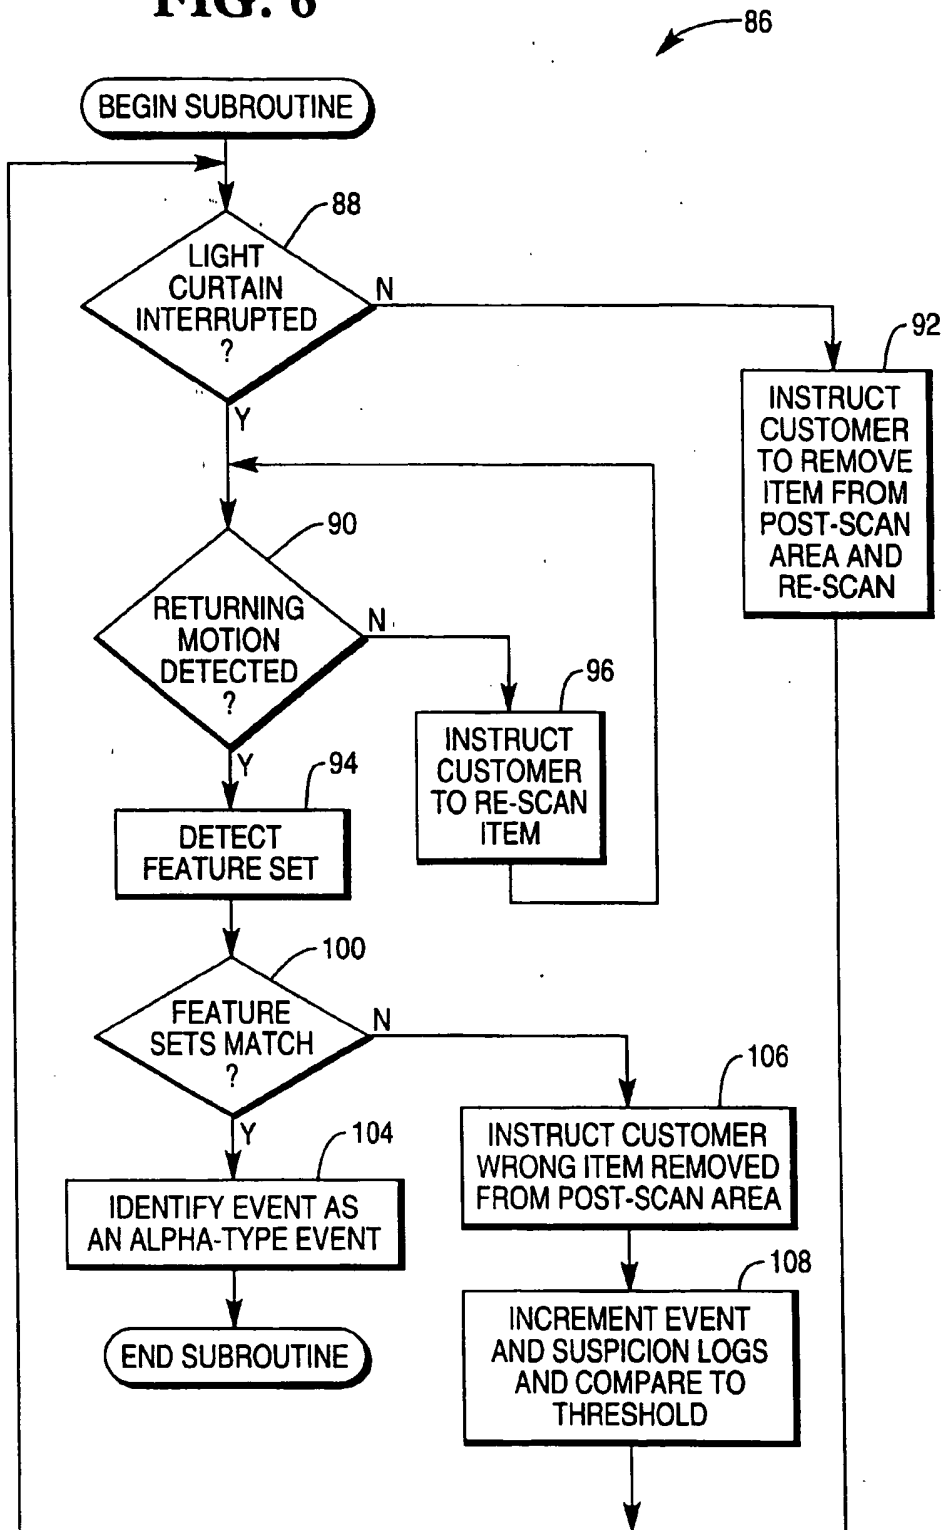 FIG. 6
86
BEGIN SUBROUTINE
88
LIGHT
CURTAIN
INTERRUPTED
?
N
Y
92
INSTRUCT
CUSTOMER
TO REMOVE
ITEM FROM
POST-SCAN
AREA AND
RE-SCAN
90
RETURNING
MOTION
DETECTED
?
N
Y
96
INSTRUCT
CUSTOMER
TO RE-SCAN
ITEM
94
DETECT
FEATURE SET
100
FEATURE
SETS MATCH
?
N
Y
106
INSTRUCT CUSTOMER
WRONG ITEM REMOVED
FROM POST-SCAN AREA
104
IDENTIFY EVENT AS
AN ALPHA-TYPE EVENT
108
INCREMENT EVENT
AND SUSPICION LOGS
AND COMPARE TO
THRESHOLD
END SUBROUTINE